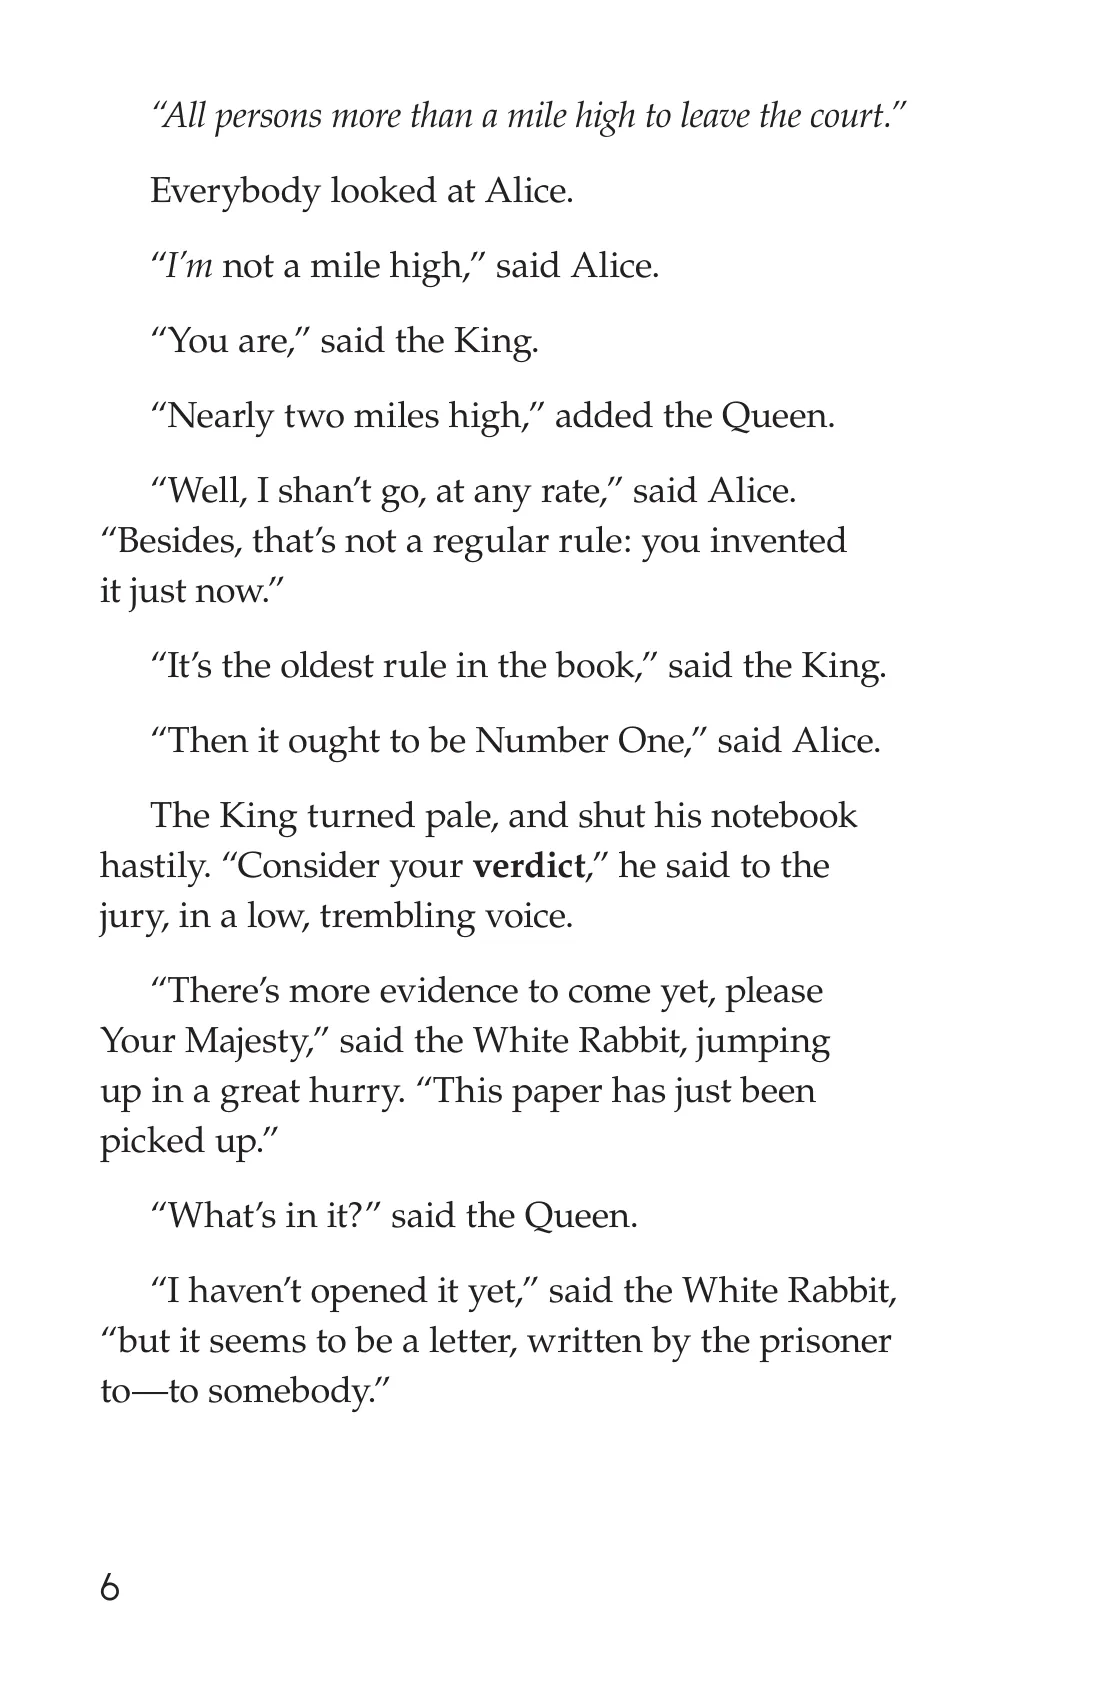 “All persons more than a mile high to leave the court.”
Everybody looked at Alice.
“I’m not a mile high,” said Alice.
“You are,” said the King.
“Nearly two miles high,” added the Queen.
“Well, I shan’t go, at any rate,” said Alice.
“Besides, that’s not a regular rule: you invented
it just now.”
“It’s the oldest rule in the book,” said the King.
“Then it ought to be Number One,” said Alice.
The King turned pale, and shut his notebook
hastily. “Consider your verdict,” he said to the
jury, in a low, trembling voice.
“There’s more evidence to come yet, please
Your Majesty,” said the White Rabbit, jumping
up in a great hurry. “This paper has just been
picked up.”
“What’s in it?” said the Queen.
“I haven’t opened it yet,” said the White Rabbit,
“but it seems to be a letter, written by the prisoner
to—to somebody.”
6